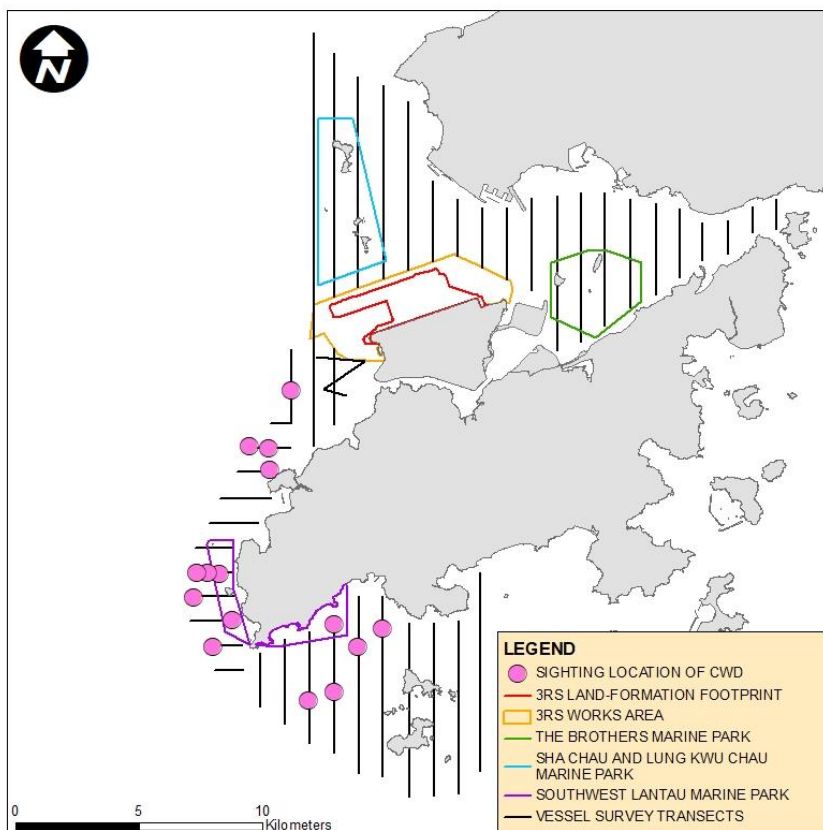 N
LEGEND
SIGHTING LOCATION OF CWD
3RS LAND-FORMATION FOOTPRINT
3RS WORKS AREA
THE BROTHERS MARINE PARK
SHA CHAU AND LUNG KWU CHAU
MARINE PARK
SOUTHWEST LANTAU MARINE PARK
VESSEL SURVEY TRANSECTS
0 5 10
Kilometers